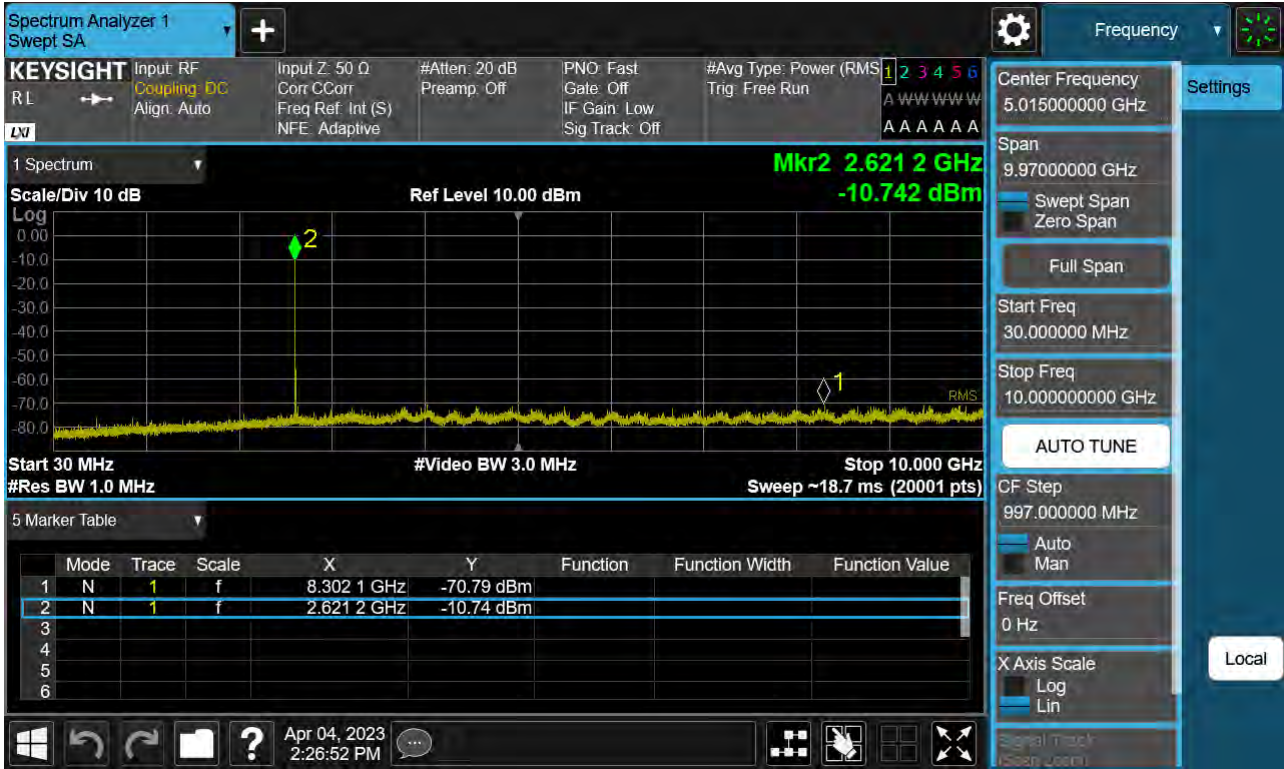 Spectrum Analyzer 1
Swept SA
Frequency
KEYSIGHT
RL
LXI
Input: RF
Coupling: DC
Align: Auto
Input Z: 50 Ω
Corr CCorr
Freq Ref: Int (S)
NFE: Adaptive
#Atten: 20 dB
Preamp: Off
PNO: Fast
Gate: Off
IF Gain: Low
Sig Track: Off
#Avg Type: Power (RMS
Trig: Free Run
1 2 3 4 5 6
A W W W W W
A A A A A A
1 Spectrum
Mkr2 2.621 2 GHz
-10.742 dBm
Scale/Div 10 dB
Ref Level 10.00 dBm
Log
0.00
-10.0
-20.0
-30.0
-40.0
-50.0
-60.0
-70.0
-80.0
2
1
RMS
Start 30 MHz
#Video BW 3.0 MHz
Stop 10.000 GHz
#Res BW 1.0 MHz
Sweep ~18.7 ms (20001 pts)
5 Marker Table
Mode Trace Scale X Y Function Function Width Function Value
1 N 1 f 8.302 1 GHz -70.79 dBm
2 N 1 f 2.621 2 GHz -10.74 dBm
3
4
5
6
Apr 04, 2023
2:26:52 PM
?
Center Frequency
5.015000000 GHz
Span
9.97000000 GHz
Swept Span
Zero Span
Full Span
Start Freq
30.000000 MHz
Stop Freq
10.000000000 GHz
AUTO TUNE
CF Step
997.000000 MHz
Auto
Man
Freq Offset
0 Hz
X Axis Scale
Log
Lin
Signal Track
(Span Zoom)
Settings
Local